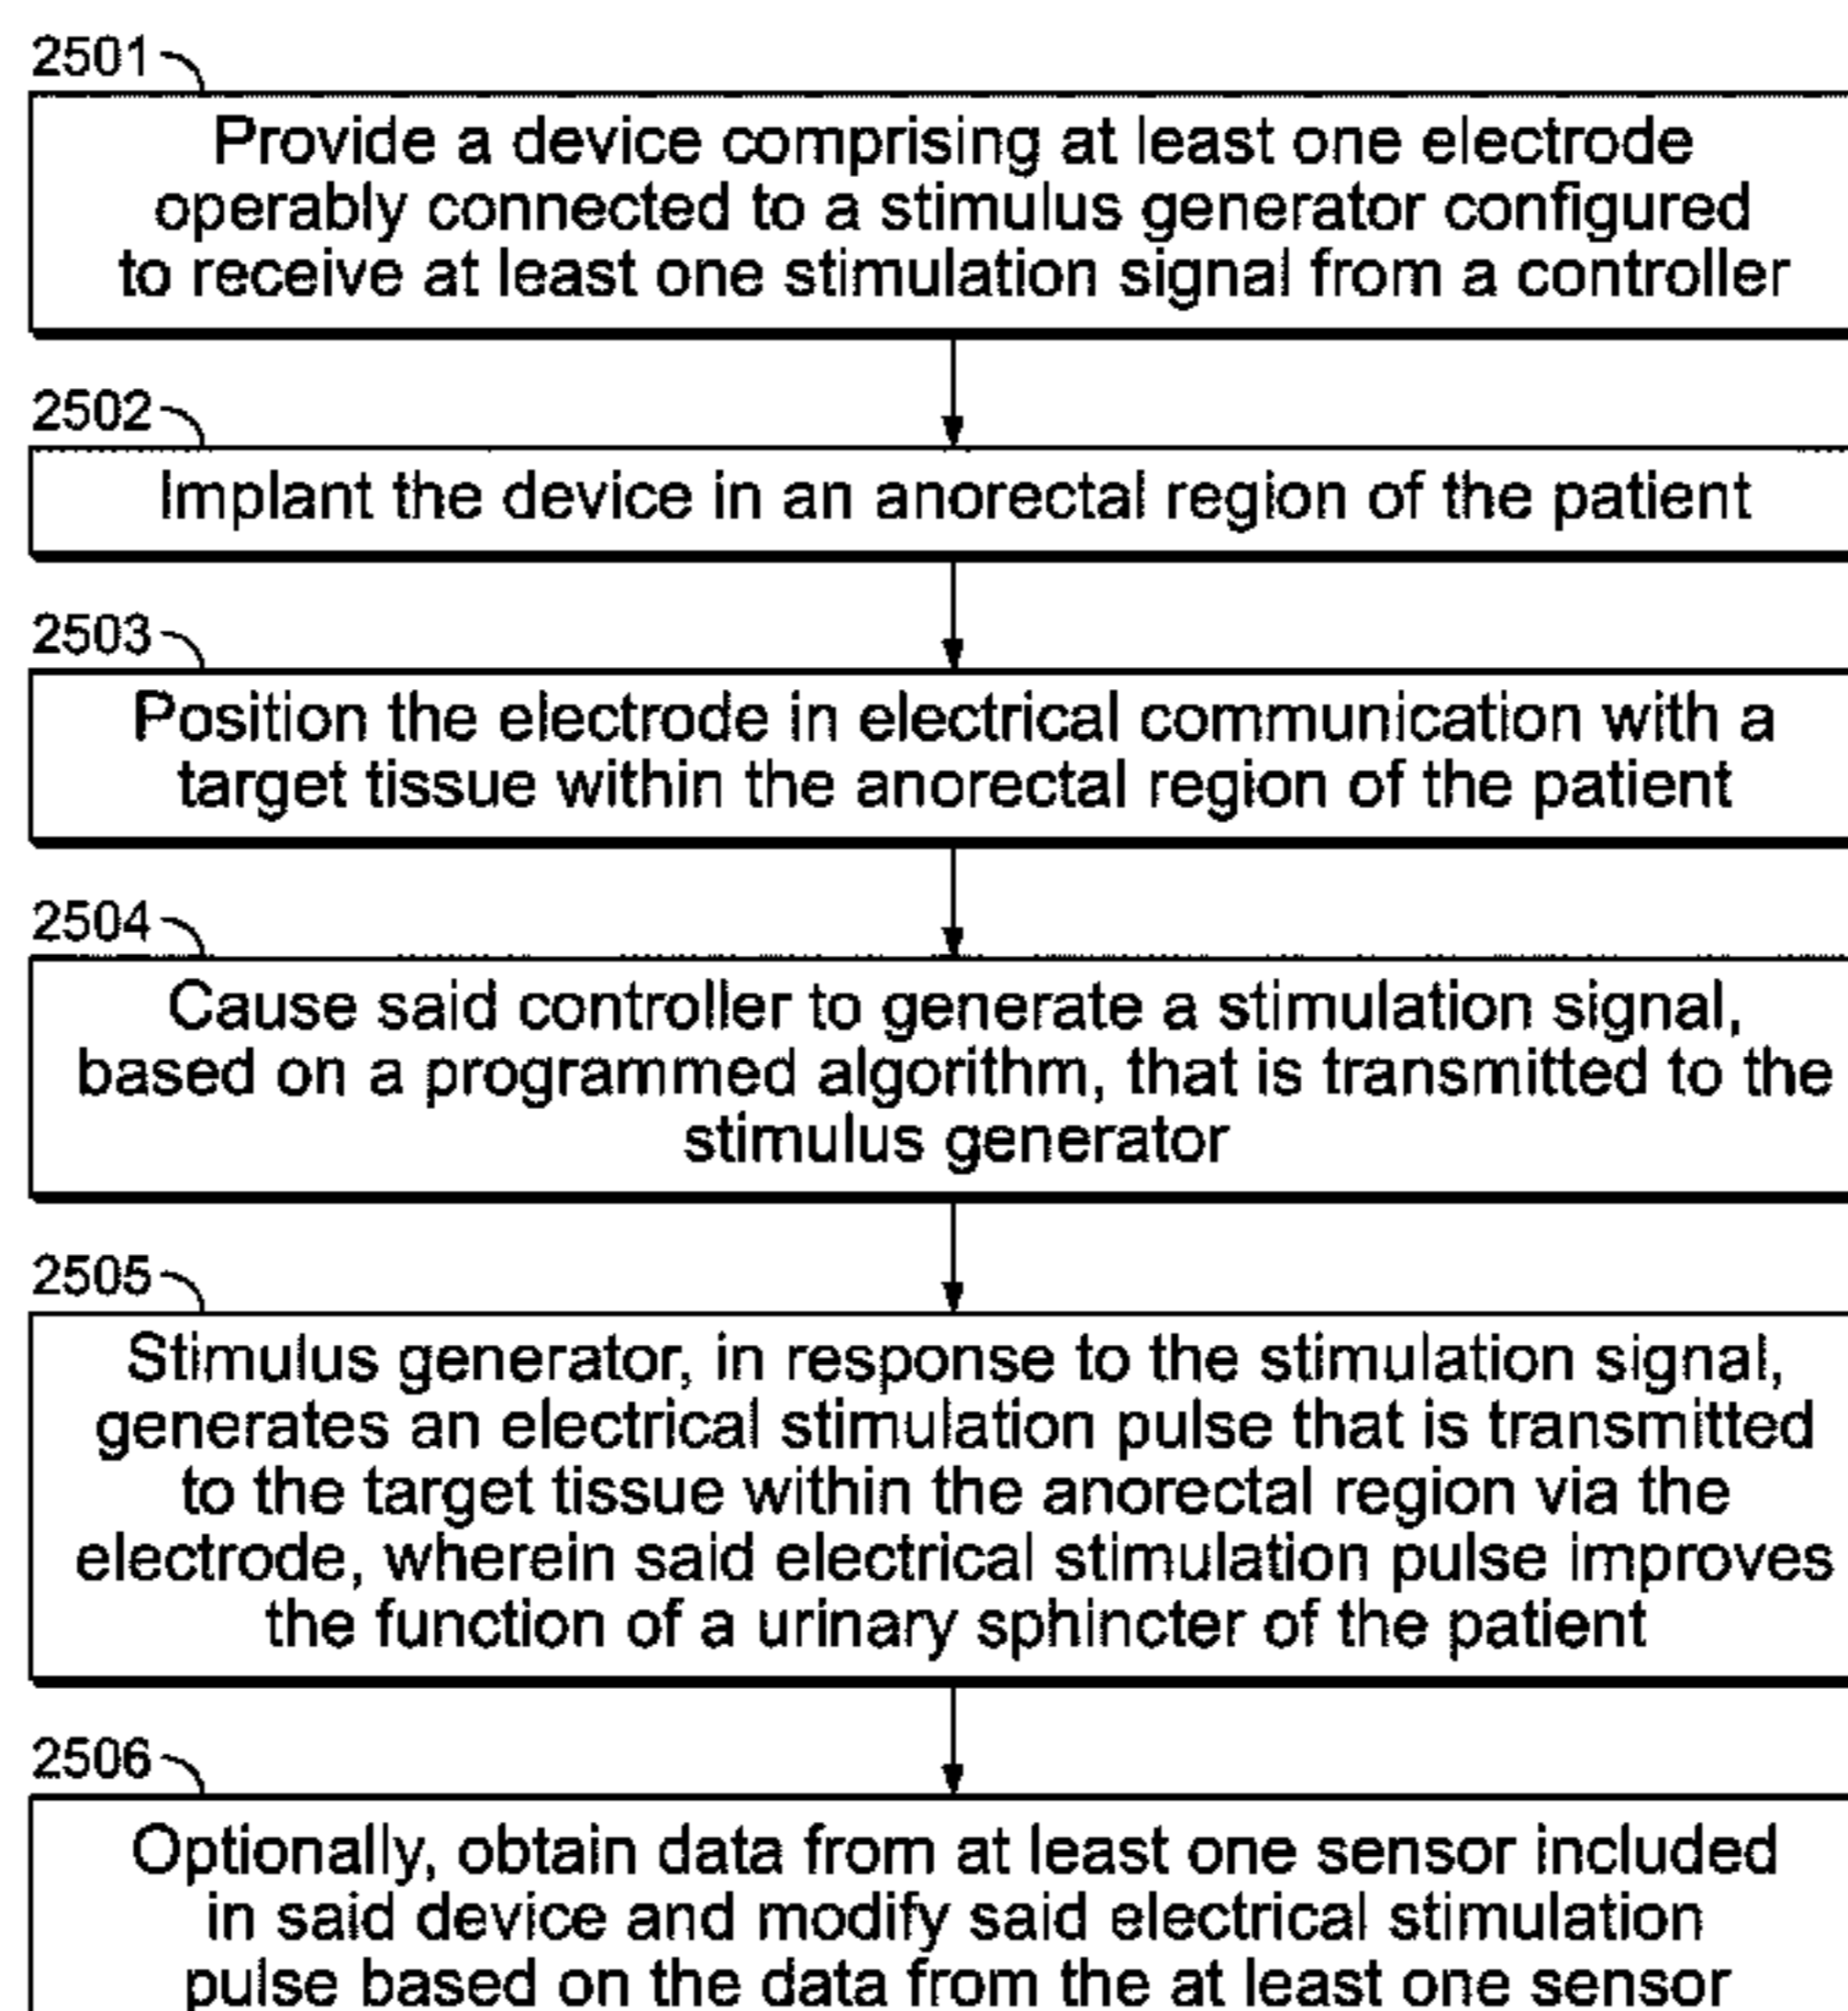 2501
Provide a device comprising at least one electrode
operably connected to a stimulus generator configured
to receive at least one stimulation signal from a controller
2502
Implant the device in an anorectal region of the patient
2503
Position the electrode in electrical communication with a
target tissue within the anorectal region of the patient
2504
Cause said controller to generate a stimulation signal,
based on a programmed algorithm, that is transmitted to the
stimulus generator
2505
Stimulus generator, in response to the stimulation signal,
generates an electrical stimulation pulse that is transmitted
to the target tissue within the anorectal region via the
electrode, wherein said electrical stimulation pulse improves
the function of a urinary sphincter of the patient
2506
Optionally, obtain data from at least one sensor included
in said device and modify said electrical stimulation
pulse based on the data from the at least one sensor